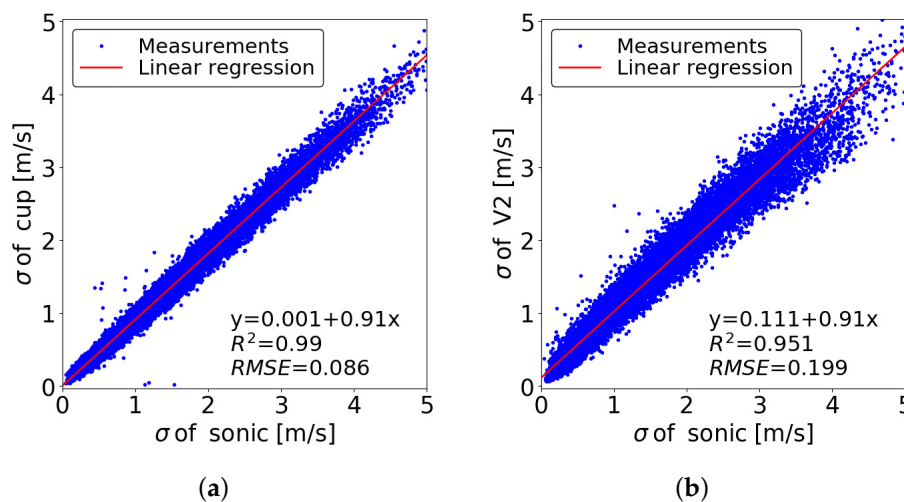 5
4
3
2
1
0
σ of cup [m/s]
Measurements
Linear regression
y=0.001+0.91x
R²=0.99
RMSE=0.086
0 1 2 3 4 5
σ of sonic [m/s]
(a)
5
4
3
2
1
0
σ of V2 [m/s]
Measurements
Linear regression
y=0.111+0.91x
R²=0.951
RMSE=0.199
0 1 2 3 4 5
σ of sonic [m/s]
(b)